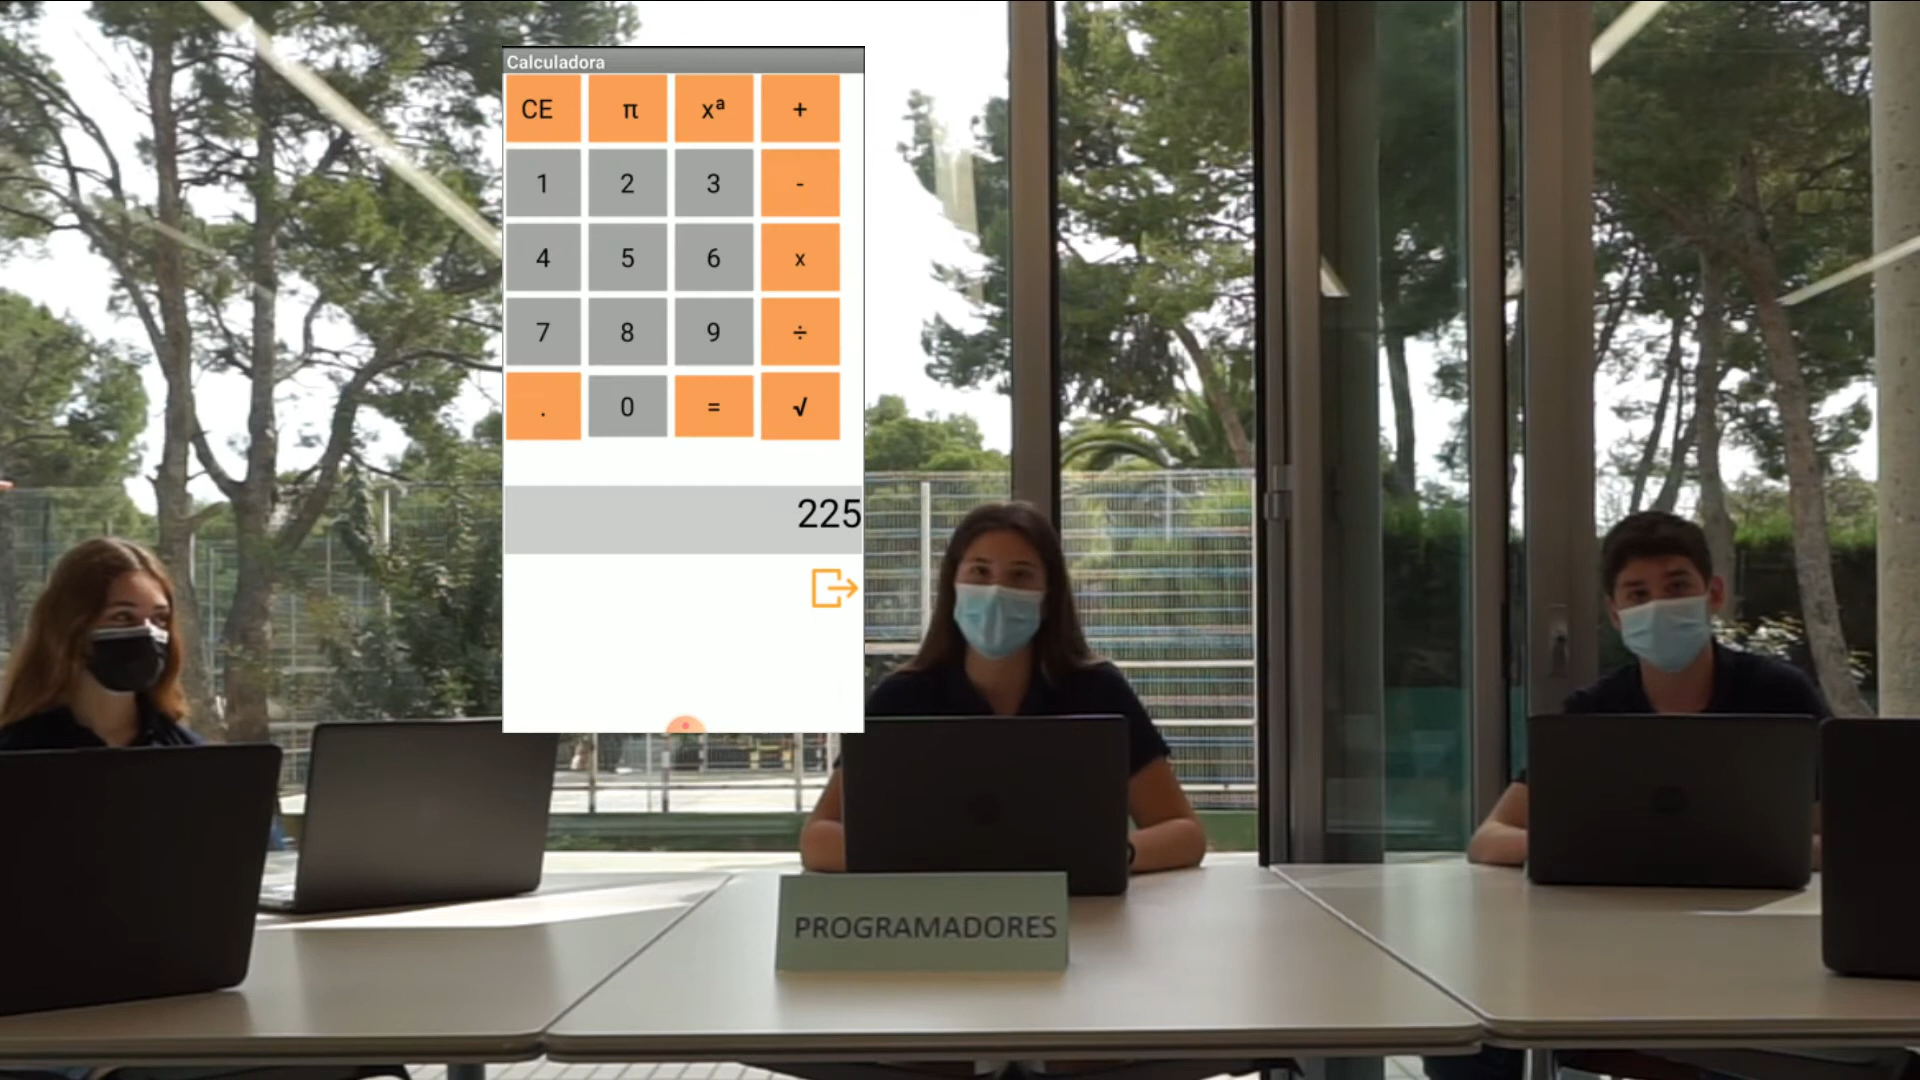 Calculadora
CE π xª +
1 2 3 -
4 5 6 x
7 8 9 ÷
. 0 = √
225
PROGRAMADORES